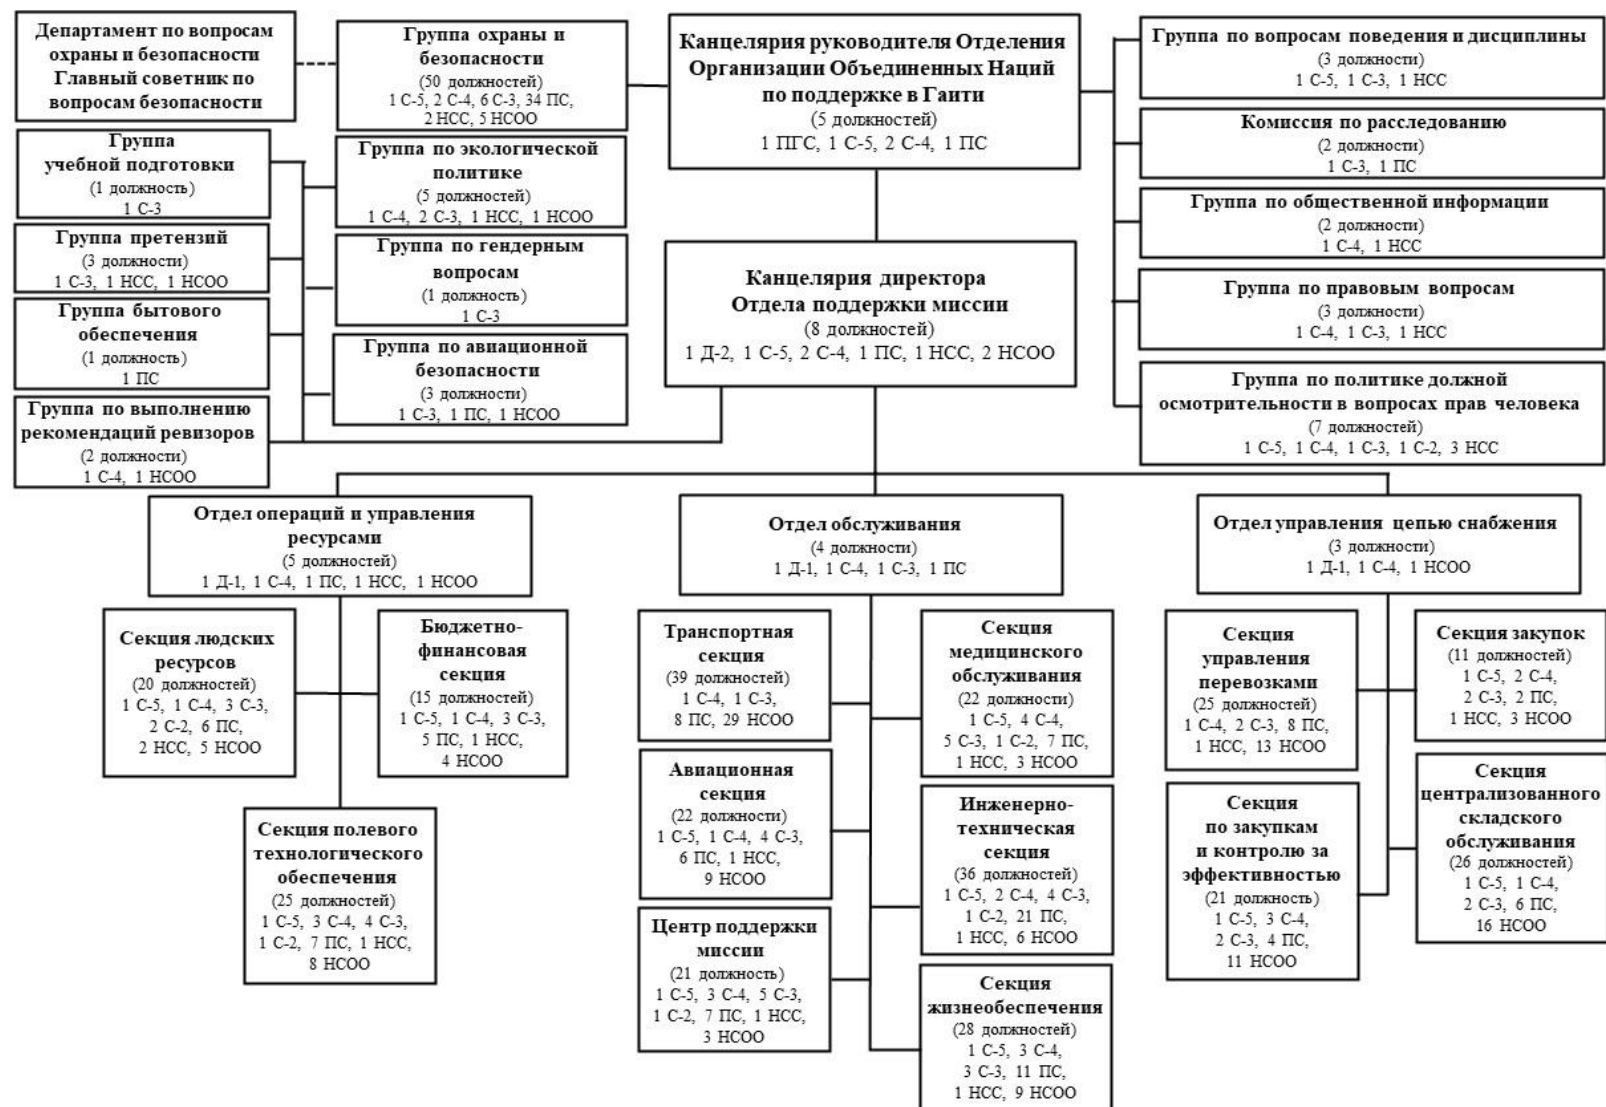 Департамент по вопросам
охраны и безопасности
Главный советник по
вопросам безопасности
Группа охраны и
безопасности
(50 должностей)
1 С-5, 2 С-4, 6 С-3, 34 ПС,
2 НСС, 5 НСОО
Канцелярия руководителя Отделения
Организации Объединенных Наций
по поддержке в Гаити
(5 должностей)
1 ПГС, 1 С-5, 2 С-4, 1 ПС
Группа по вопросам поведения и дисциплины
(3 должности)
1 С-5, 1 С-3, 1 НСС
Комиссия по расследованию
(2 должности)
1 С-3, 1 ПС
Группа по общественной информации
(2 должности)
1 С-4, 1 НСС
Группа по правовым вопросам
(3 должности)
1 С-4, 1 С-3, 1 НСС
Группа по политике должной
осмотрительности в вопросах прав человека
(7 должностей)
1 С-5, 1 С-4, 1 С-3, 1 С-2, 3 НСС
Группа
учебной подготовки
(1 должность)
1 С-3
Группа претензий
(3 должности)
1 С-3, 1 НСС, 1 НСОО
Группа бытового
обеспечения
(1 должность)
1 ПС
Группа по выполнению
рекомендаций ревизоров
(2 должности)
1 С-4, 1 НСОО
Группа по экологической
политике
(5 должностей)
1 С-4, 2 С-3, 1 НСС, 1 НСОО
Группа по гендерным
вопросам
(1 должность)
1 С-3
Группа по авиационной
безопасности
(3 должности)
1 С-3, 1 ПС, 1 НСОО
Канцелярия директора
Отдела поддержки миссии
(8 должностей)
1 Д-2, 1 С-5, 2 С-4, 1 ПС, 1 НСС, 2 НСОО
Отдел операций и управления
ресурсами
(5 должностей)
1 Д-1, 1 С-4, 1 ПС, 1 НСС, 1 НСОО
Секция людских
ресурсов
(20 должностей)
1 С-5, 1 С-4, 3 С-3,
2 С-2, 6 ПС,
2 НСС, 5 НСОО
Бюджетно-
финансовая
секция
(15 должностей)
1 С-5, 1 С-4, 3 С-3,
5 ПС, 1 НСС,
4 НСОО
Секция полевого
технологического
обеспечения
(25 должностей)
1 С-5, 3 С-4, 4 С-3,
1 С-2, 7 ПС, 1 НСС,
8 НСОО
Отдел обслуживания
(4 должности)
1 Д-1, 1 С-4, 1 С-3, 1 ПС
Транспортная
секция
(39 должностей)
1 С-4, 1 С-3,
8 ПС, 29 НСОО
Авиационная
секция
(22 должности)
1 С-5, 1 С-4, 4 С-3,
6 ПС, 1 НСС,
9 НСОО
Центр поддержки
миссии
(21 должность)
1 С-5, 3 С-4, 5 С-3,
1 С-2, 7 ПС, 1 НСС,
3 НСОО
Секция
медицинского
обслуживания
(22 должности)
1 С-5, 4 С-4,
5 С-3, 1 С-2, 7 ПС,
1 НСС, 3 НСОО
Инженерно-
техническая
секция
(36 должностей)
1 С-5, 2 С-4, 4 С-3,
1 С-2, 21 ПС,
1 НСС, 6 НСОО
Секция
жизнеобеспечения
(28 должностей)
1 С-5, 3 С-4,
3 С-3, 11 ПС,
1 НСС, 9 НСОО
Отдел управления цепью снабжения
(3 должности)
1 Д-1, 1 С-4, 1 НСОО
Секция
управления
перевозками
(25 должностей)
1 С-4, 2 С-3, 8 ПС,
1 НСС, 13 НСОО
Секция закупок
(11 должностей)
1 С-5, 2 С-4,
2 С-3, 2 ПС,
1 НСС, 3 НСОО
Секция
по закупкам
и контролю за
эффективностью
(21 должность)
1 С-5, 3 С-4,
2 С-3, 4 ПС,
11 НСОО
Секция
централизованного
складского
обслуживания
(26 должностей)
1 С-5, 1 С-4,
2 С-3, 6 ПС,
16 НСОО